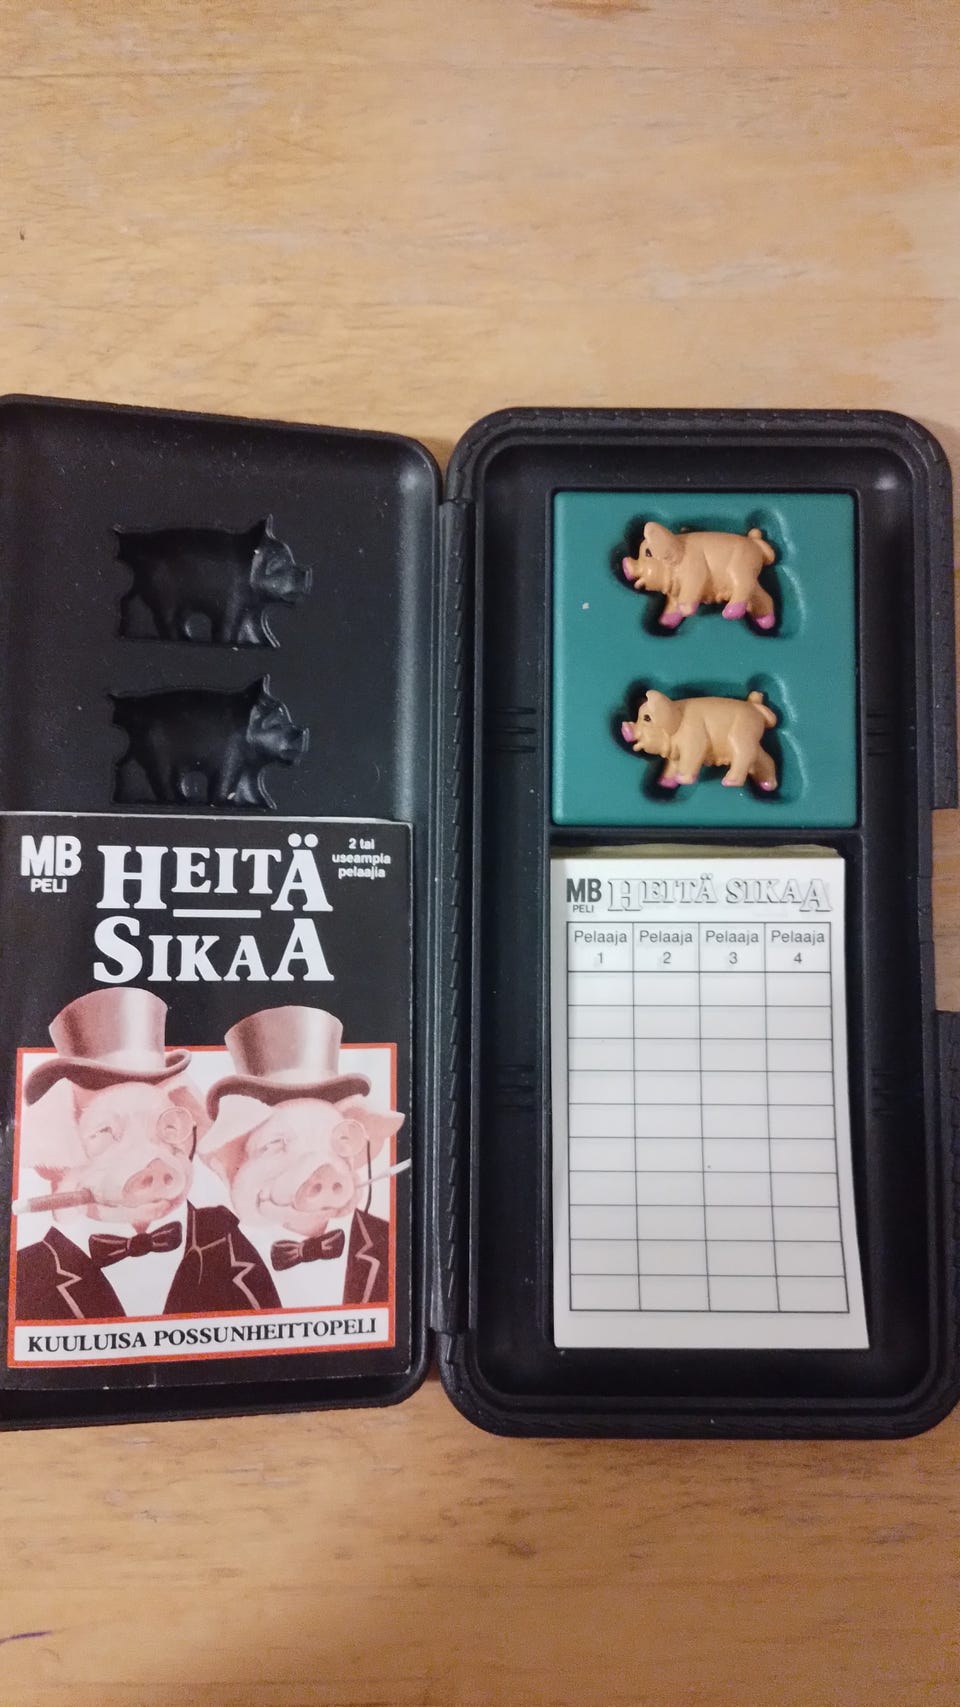 MB
PELI
HEITÄ
SIKAA
2 tai
useampia
pelaajia
KUULUISA POSSUNHEITTOPELI
MB
PELI
HEITÄ SIKAA
Pelaaja Pelaaja Pelaaja Pelaaja
1 2 3 4